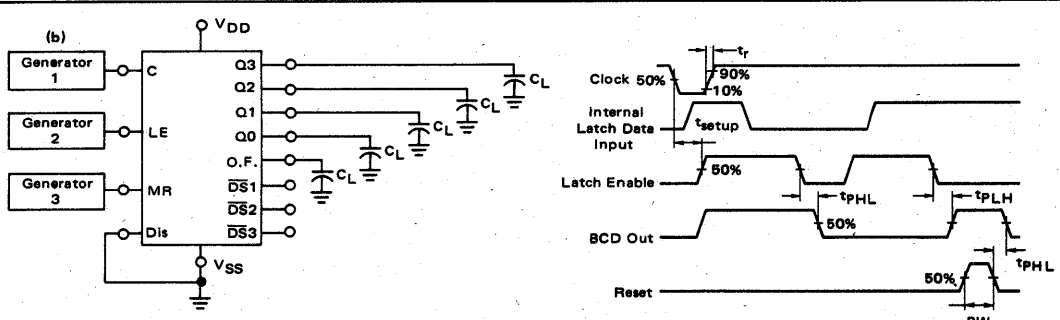 (b)
VDD
Generator
1
C
Generator
2
LE
Generator
3
MR
Dis
VSS
Q3
Q2
Q1
Q0
O.F.
DS1
DS2
DS3
CL
CL
CL
CL
CL
tr
Clock 50%
90%
10%
Internal
Latch Data
Input
tsetup
Latch Enable
50%
tPHL
tPLH
BCD Out
50%
tPHL
Reset
50%
PW